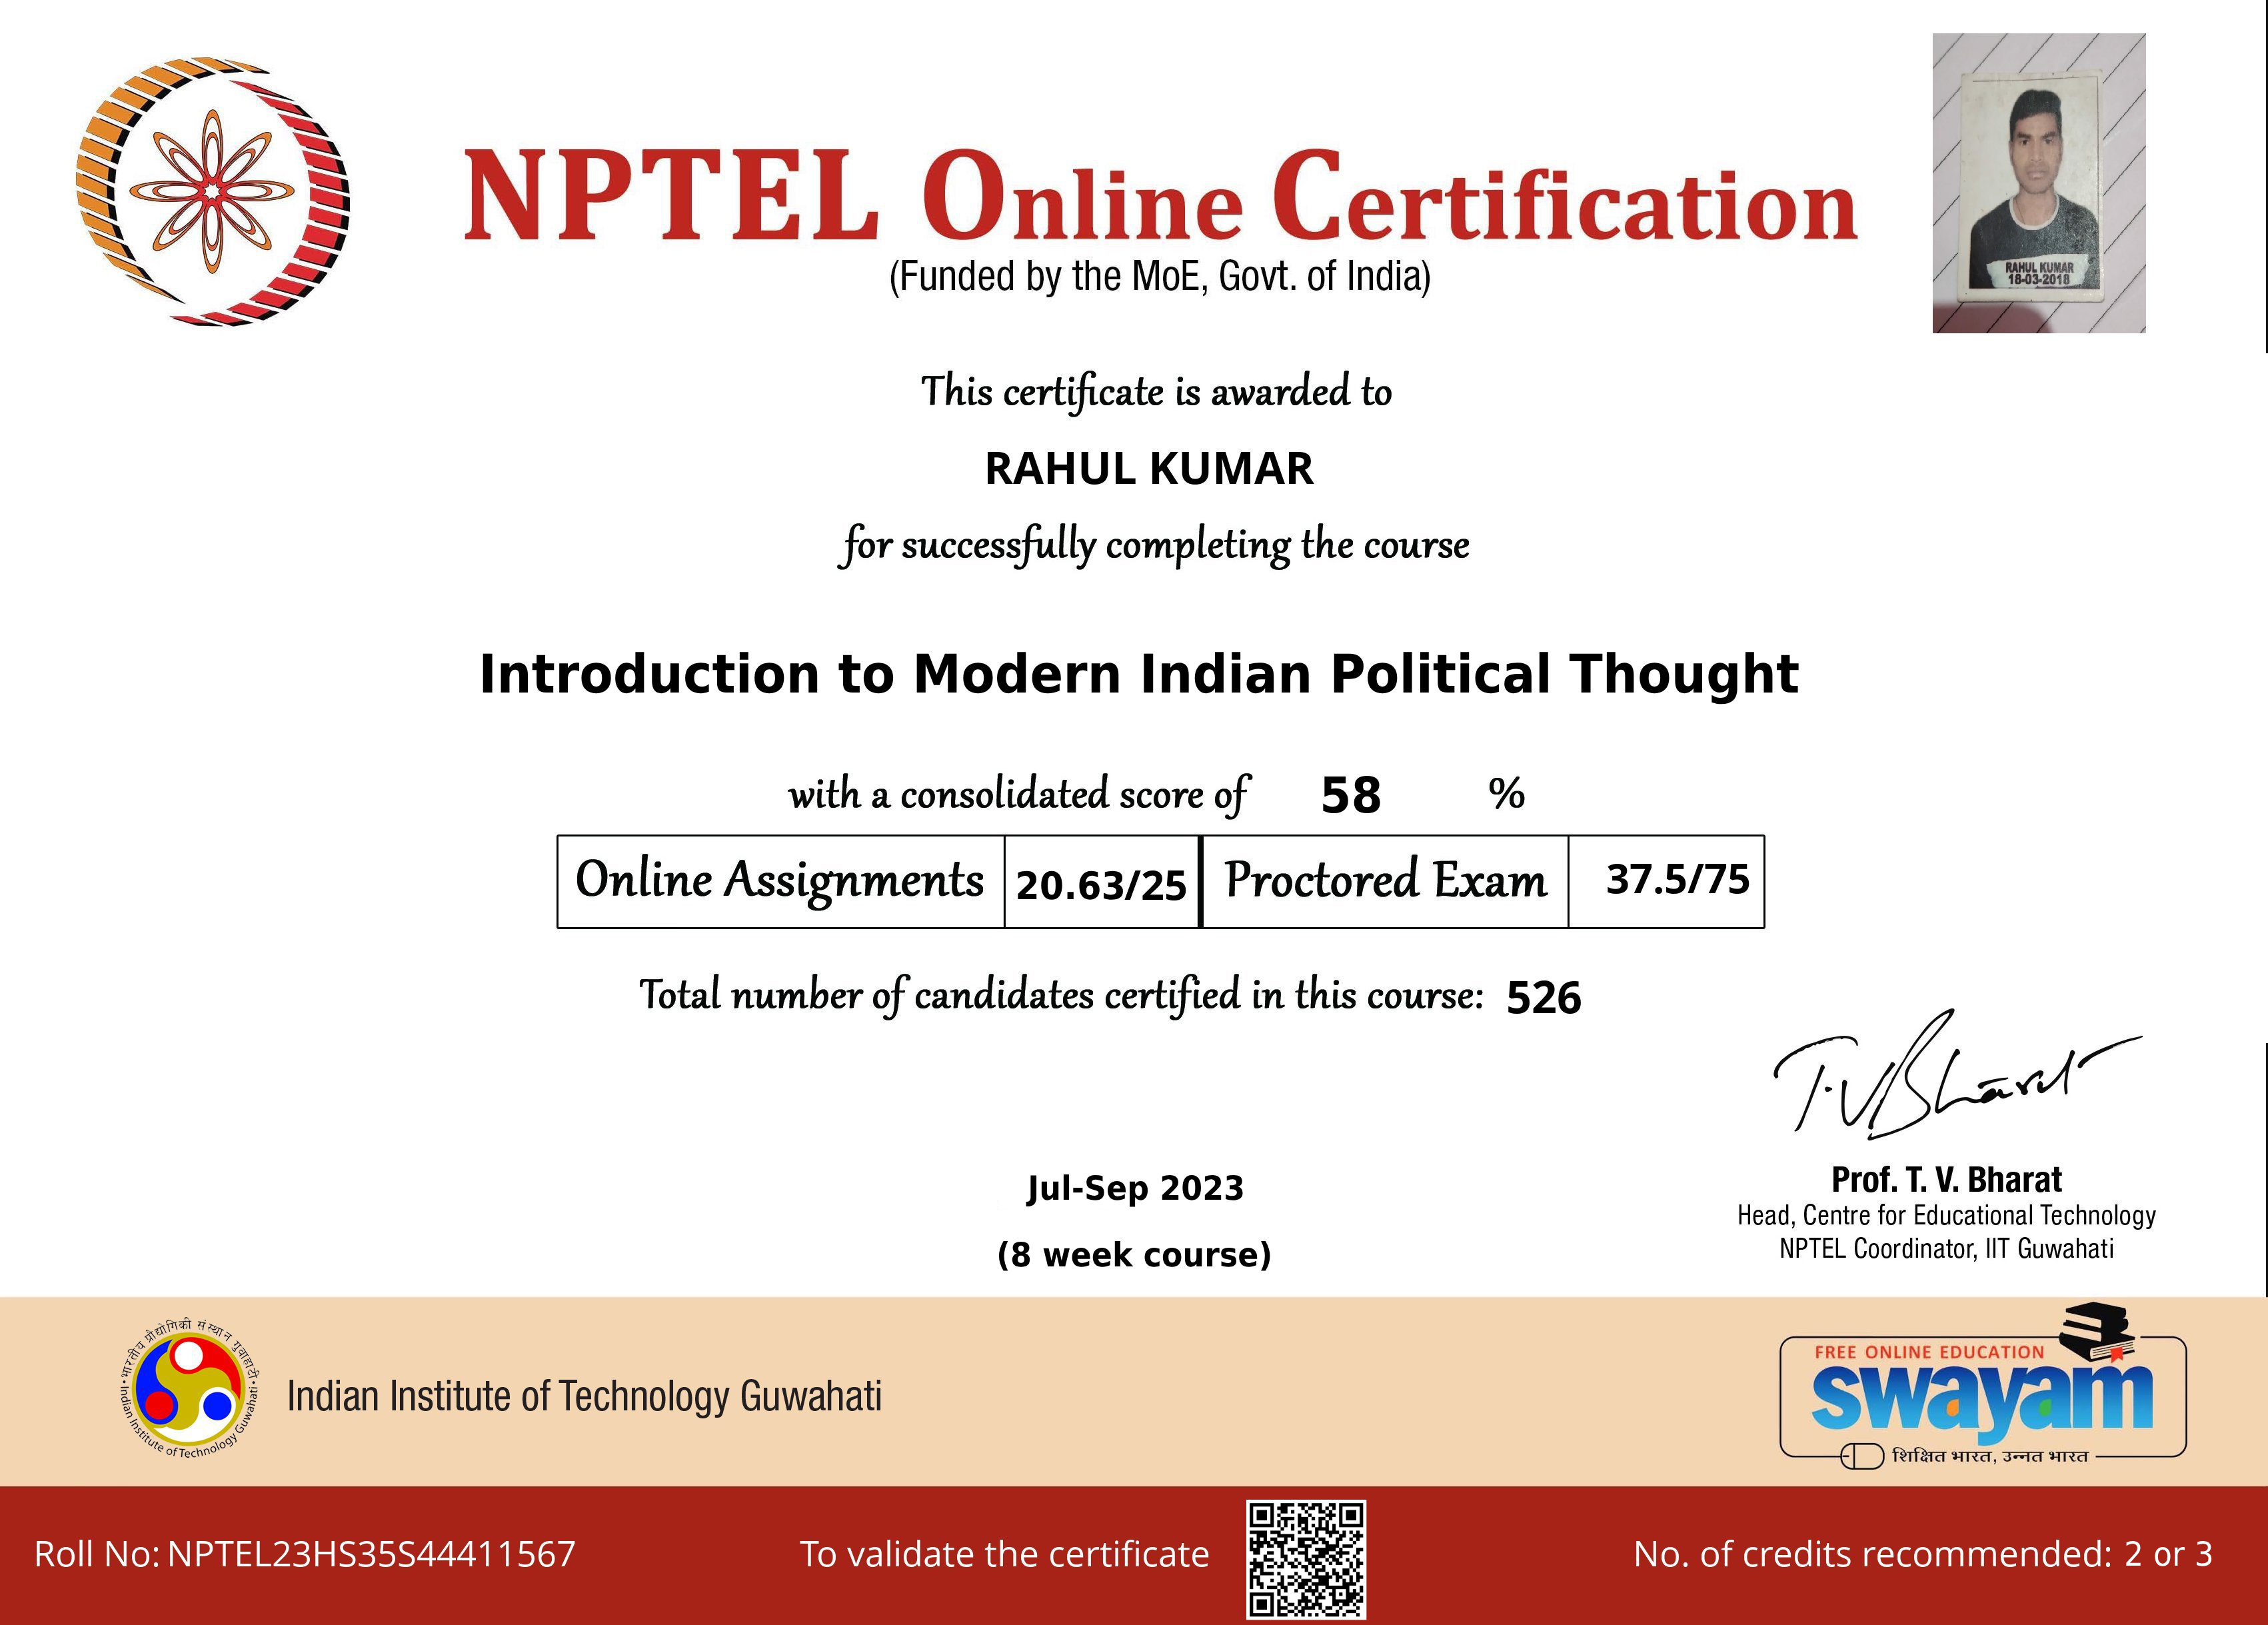 NPTEL Online Certification
(Funded by the MoE, Govt. of India)
RAHUL KUMAR
18-03-2018
This certificate is awarded to
RAHUL KUMAR
for successfully completing the course
Introduction to Modern Indian Political Thought
with a consolidated score of 58 %
Online Assignments 20.63/25 Proctored Exam 37.5/75
Total number of candidates certified in this course: 526
T.V.Bharat
Jul-Sep 2023
(8 week course)
Prof. T. V. Bharat
Head, Centre for Educational Technology
NPTEL Coordinator, IIT Guwahati
भारतीय प्रौद्योगिकी संस्थान गुवाहाटी
Indian Institute of Technology Guwahati
Indian Institute of Technology Guwahati
FREE ONLINE EDUCATION
swayam
शिक्षित भारत, उन्नत भारत
Roll No: NPTEL23HS35S44411567 To validate the certificate No. of credits recommended: 2 or 3